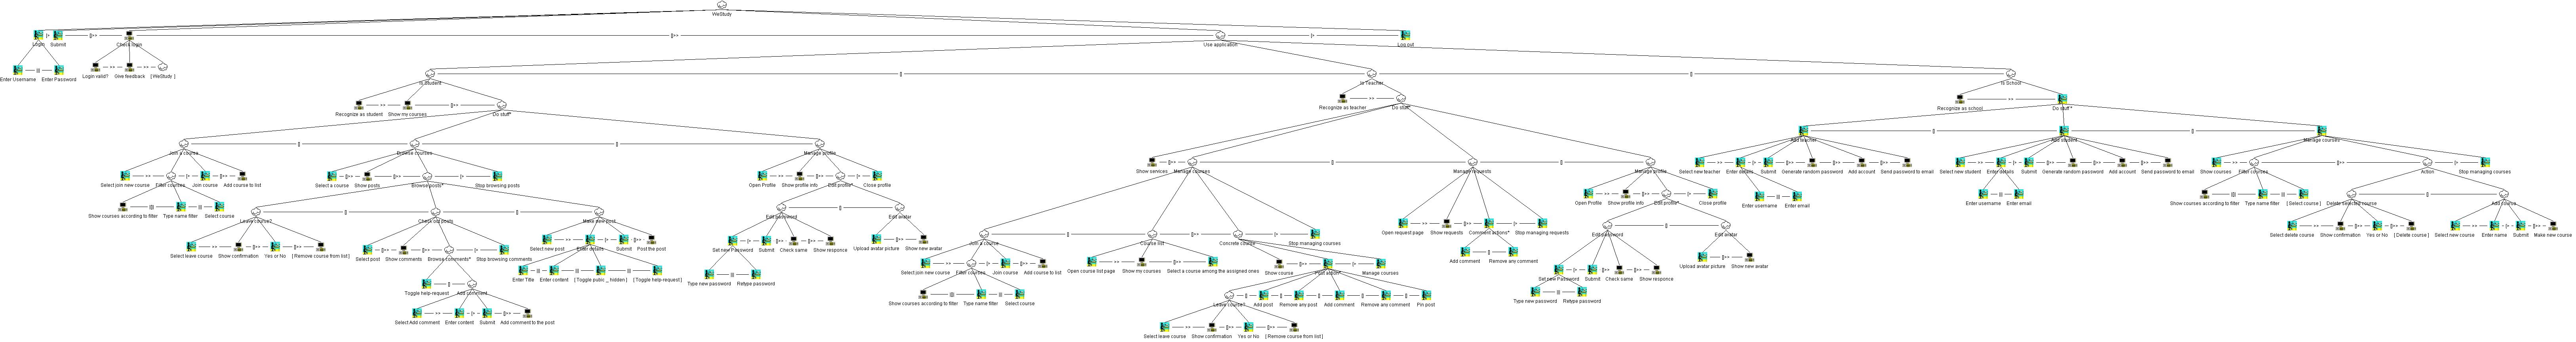 WeStudy
Login
Submit
Check login
Use application
Log out
Enter Username
Enter Password
Login valid?
Give feedback
[ WeStudy ]
Is Student
Is Teacher
Is School
Recognize as student
Show my courses
Do stuff*
Recognize as teacher
Do stuff*
Recognize as school
Do stuff *
Join a course
Browse courses
Manage profile
Show services
Manage courses
Manage requests
Manage profile
Add teacher
Add student
Manage courses
Select join new course
Filter courses
Join course
Add course to list
Select a course
Show posts
Browse posts*
Stop browsing posts
Open Profile
Show profile info
Edit profile*
Close profile
Open Profile
Show profile info
Edit profile*
Close profile
Select new teacher
Enter details
Submit
Generate random password
Add account
Send password to email
Select new student
Enter details
Submit
Generate random password
Add account
Send password to email
Show courses
Filter courses
Action
Stop managing courses
Show courses according to filter
Type name filter
Select course
Leave course?
Check out posts
Make new post
Edit password
Edit avatar
Open request page
Show requests
Comment actions*
Stop managing requests
Edit password
Edit avatar
Enter username
Enter email
Enter username
Enter email
Show courses according to filter
Type name filter
[ Select course ]
Delete selected course
Add course
Select leave course
Show confirmation
Yes or No
[ Remove course from list ]
Select post
Show comments
Browse comments*
Stop browsing comments
Select new post
Enter details
Submit
Post the post
Set new Password
Submit
Check same
Show response
Upload avatar picture
Show new avatar
Join a course
Course list
Concrete course
Stop managing courses
Add comment
Remove any comment
Set new Password
Submit
Check same
Show responce
Upload avatar picture
Show new avatar
Select delete course
Show confirmation
Yes or No
[ Delete course ]
Select new course
Enter name
Submit
Make new course
Toggle help-request
Add comment
Enter Title
Enter content
[ Toggle public _ hidden ]
[ Toggle help-request ]
Type new password
Retype password
Select join new course
Filter courses
Join course
Add course to list
Open course list page
Show my courses
Select a course among the assigned ones
Show course
Post action*
Manage courses
Type new password
Retype password
Select Add comment
Enter content
Submit
Add comment to the post
Show courses according to filter
Type name filter
Select course
Leave course?
Add post
Remove any post
Add comment
Remove any comment
Pin post
Select leave course
Show confirmation
Yes or No
[ Remove course from list ]